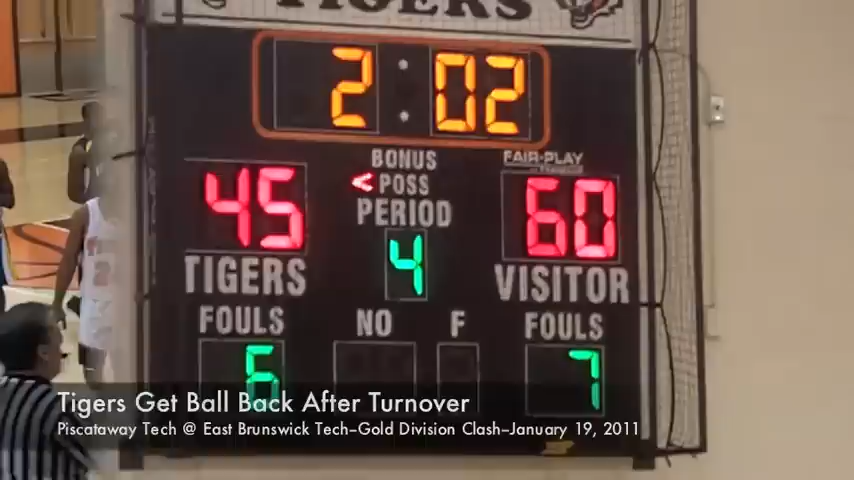 TIGERS
2:02
BONUS
FAIR-PLAY
45 < POSS 60
PERIOD
4
TIGERS VISITOR
FOULS NO F FOULS
6 7
Tigers Get Ball Back After Turnover
Piscataway Tech @ East Brunswick Tech–Gold Division Clash–January 19, 2011